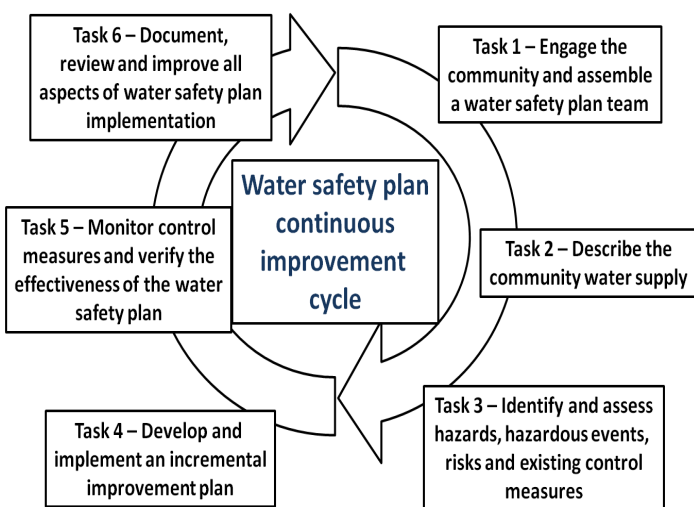 Task 6 – Document,
review and improve all
aspects of water safety plan
implementation
Task 1 – Engage the
community and assemble
a water safety plan team
Water safety plan
continuous
improvement
cycle
Task 5 – Monitor control
measures and verify the
effectiveness of the water
safety plan
Task 2 – Describe the
community water supply
Task 4 – Develop and
implement an incremental
improvement plan
Task 3 – Identify and assess
hazards, hazardous events,
risks and existing control
measures